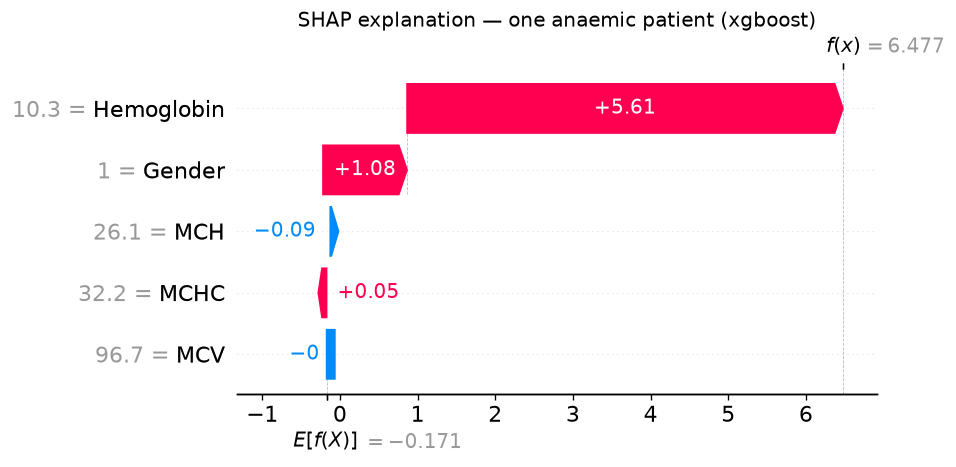 SHAP explanation — one anaemic patient (xgboost)
f(x) = 6.477
10.3 = Hemoglobin +5.61
1 = Gender +1.08
26.1 = MCH −0.09
32.2 = MCHC +0.05
96.7 = MCV −0
−1 0 1 2 3 4 5 6
E[f(X)] = −0.171